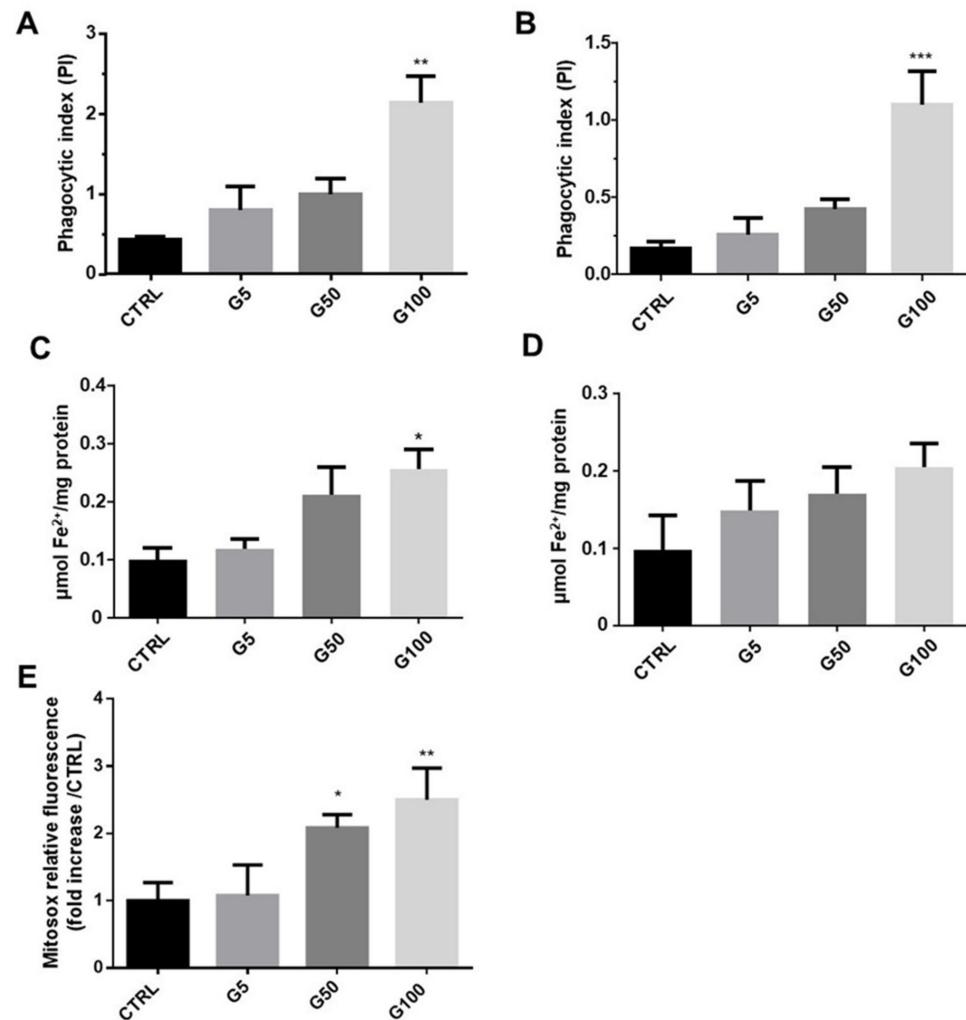 A
Phagocytic index (PI)
3
2
1
0
**
CTRL
G5
G50
G100
B
Phagocytic index (PI)
1.5
1.0
0.5
0.0
***
CTRL
G5
G50
G100
C
µmol Fe²⁺/mg protein
0.4
0.3
0.2
0.1
0
*
CTRL
G5
G50
G100
D
µmol Fe²⁺/mg protein
0.3
0.2
0.1
0
CTRL
G5
G50
G100
E
Mitosox relative fluorescence
(fold increase /CTRL)
4
3
2
1
0
*
**
CTRL
G5
G50
G100